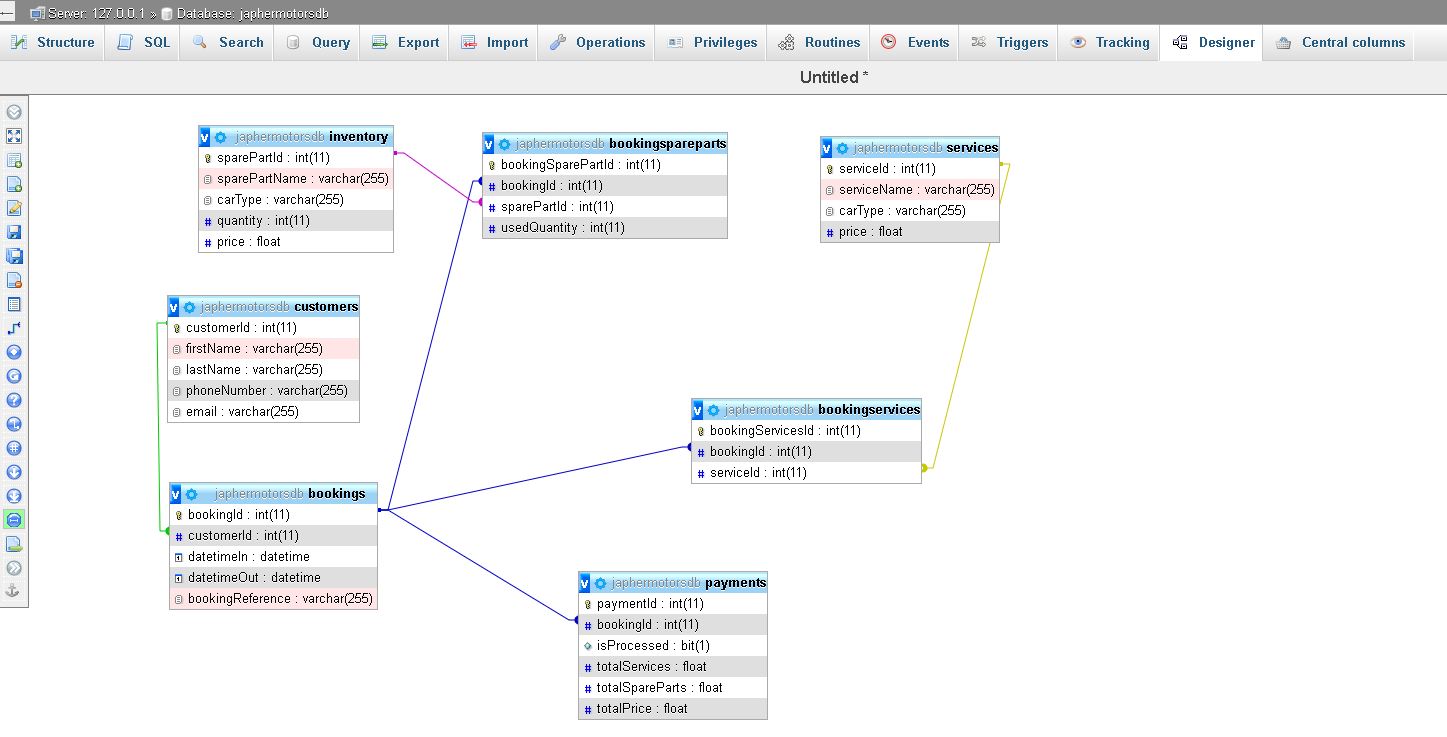 Server: 127.0.0.1 » Database: japhermotorsdb
Structure SQL Search Query Export Import Operations Privileges Routines Events Triggers Tracking Designer Central columns
Untitled *
v japhermotorsdb inventory
sparePartId : int(11)
sparePartName : varchar(255)
carType : varchar(255)
# quantity : int(11)
# price : float
v japhermotorsdb bookingspareparts
bookingSparePartId : int(11)
# bookingId : int(11)
# sparePartId : int(11)
# usedQuantity : int(11)
v japhermotorsdb services
serviceId : int(11)
serviceName : varchar(255)
carType : varchar(255)
# price : float
v japhermotorsdb customers
customerId : int(11)
firstName : varchar(255)
lastName : varchar(255)
phoneNumber : varchar(255)
email : varchar(255)
v japhermotorsdb bookingservices
bookingServicesId : int(11)
# bookingId : int(11)
# serviceId : int(11)
v japhermotorsdb bookings
bookingId : int(11)
# customerId : int(11)
datetimeIn : datetime
datetimeOut : datetime
bookingReference : varchar(255)
v japhermotorsdb payments
paymentId : int(11)
# bookingId : int(11)
isProcessed : bit(1)
# totalServices : float
# totalSpareParts : float
# totalPrice : float